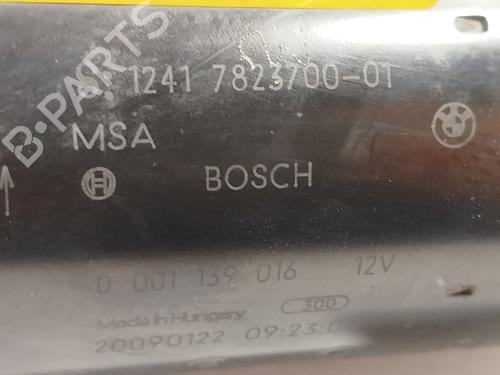 1241 7823700-01
MSA
BOSCH
0 001 139 016 12V
Made in Hungary 300
20090122 09:23:0
B-PARTS